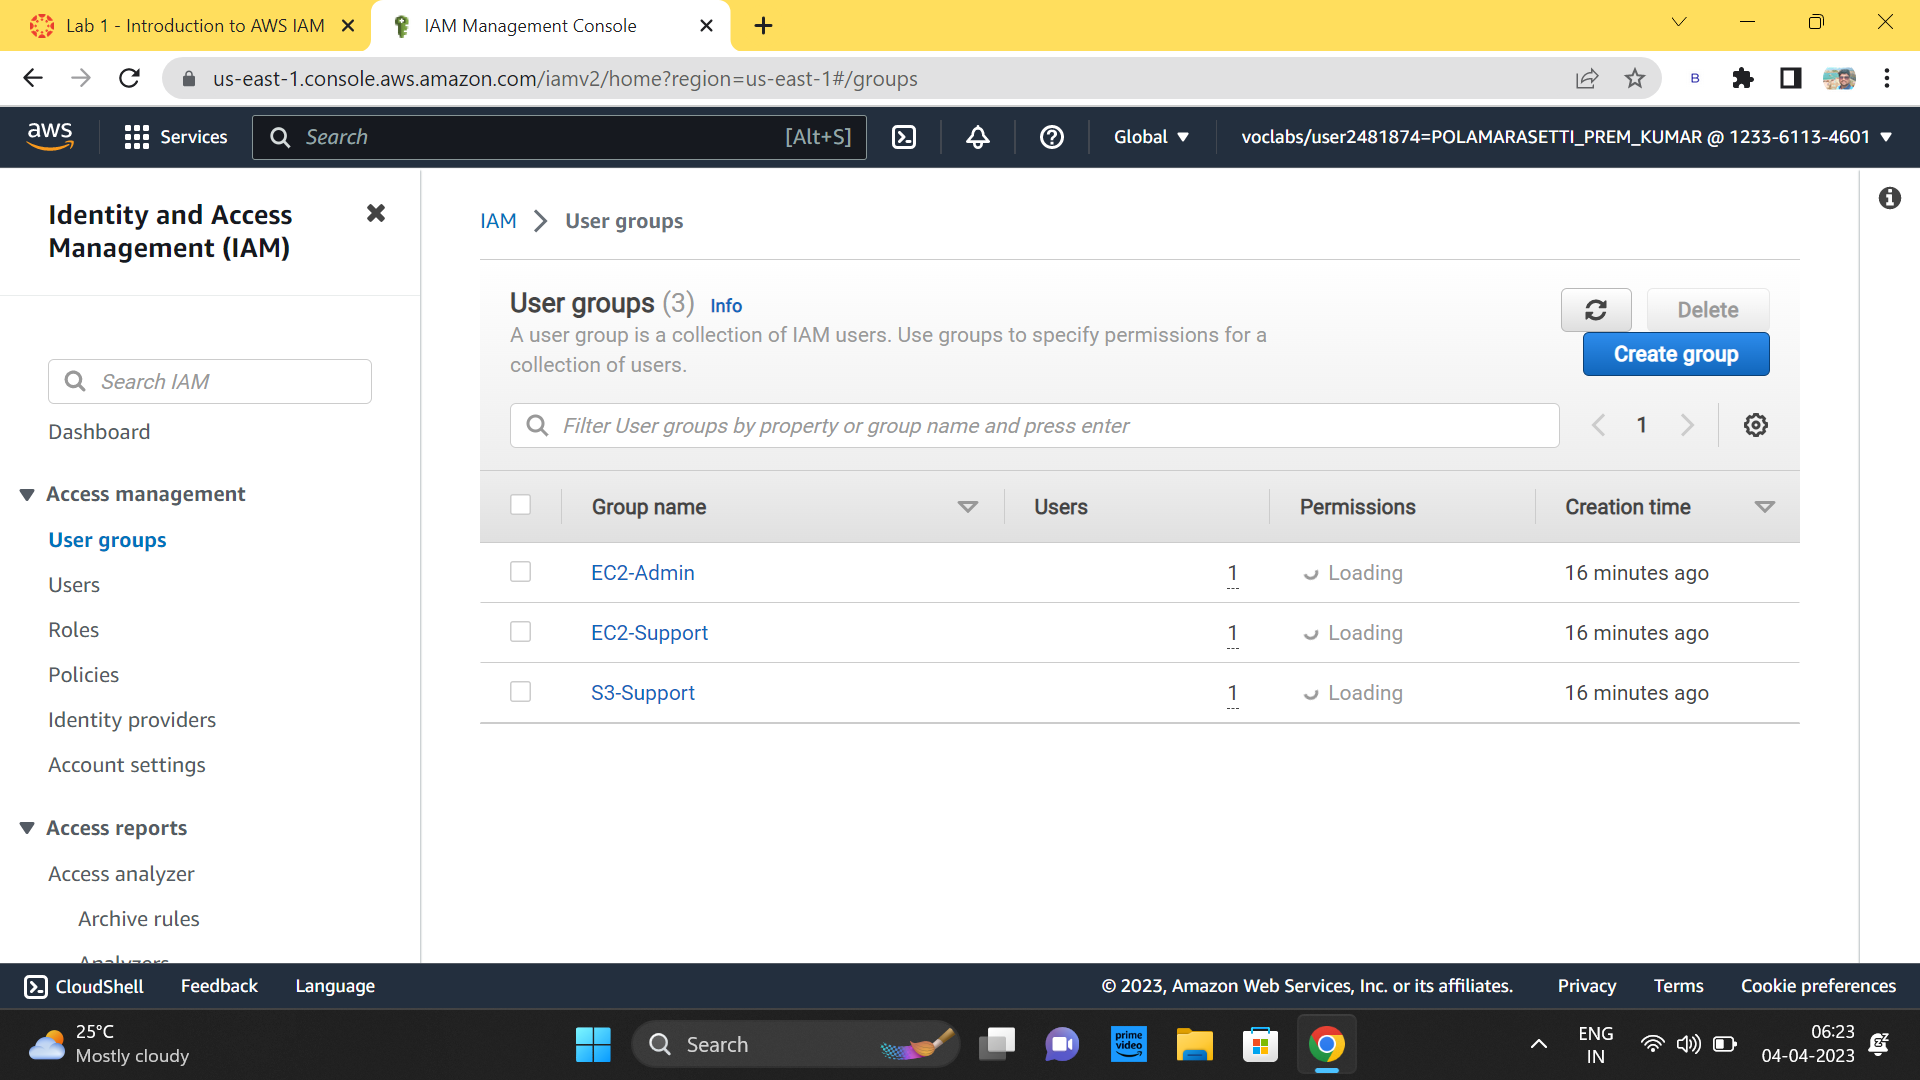 Lab 1 - Introduction to AWS IAM
IAM Management Console
us-east-1.console.aws.amazon.com/iamv2/home?region=us-east-1#/groups
B
aws
Services
Search
[Alt+S]
Global
voclabs/user2481874=POLAMARASETTI_PREM_KUMAR @ 1233-6113-4601
Identity and Access
Management (IAM)
Search IAM
Dashboard
Access management
User groups
Users
Roles
Policies
Identity providers
Account settings
Access reports
Access analyzer
Archive rules
Analyzers
IAM
User groups
User groups (3) Info
A user group is a collection of IAM users. Use groups to specify permissions for a
collection of users.
Delete
Create group
Filter User groups by property or group name and press enter
1
Group name Users Permissions Creation time
EC2-Admin 1 Loading 16 minutes ago
EC2-Support 1 Loading 16 minutes ago
S3-Support 1 Loading 16 minutes ago
CloudShell Feedback Language
© 2023, Amazon Web Services, Inc. or its affiliates. Privacy Terms Cookie preferences
25°C
Mostly cloudy
Search
prime
video
ENG
IN
06:23
04-04-2023